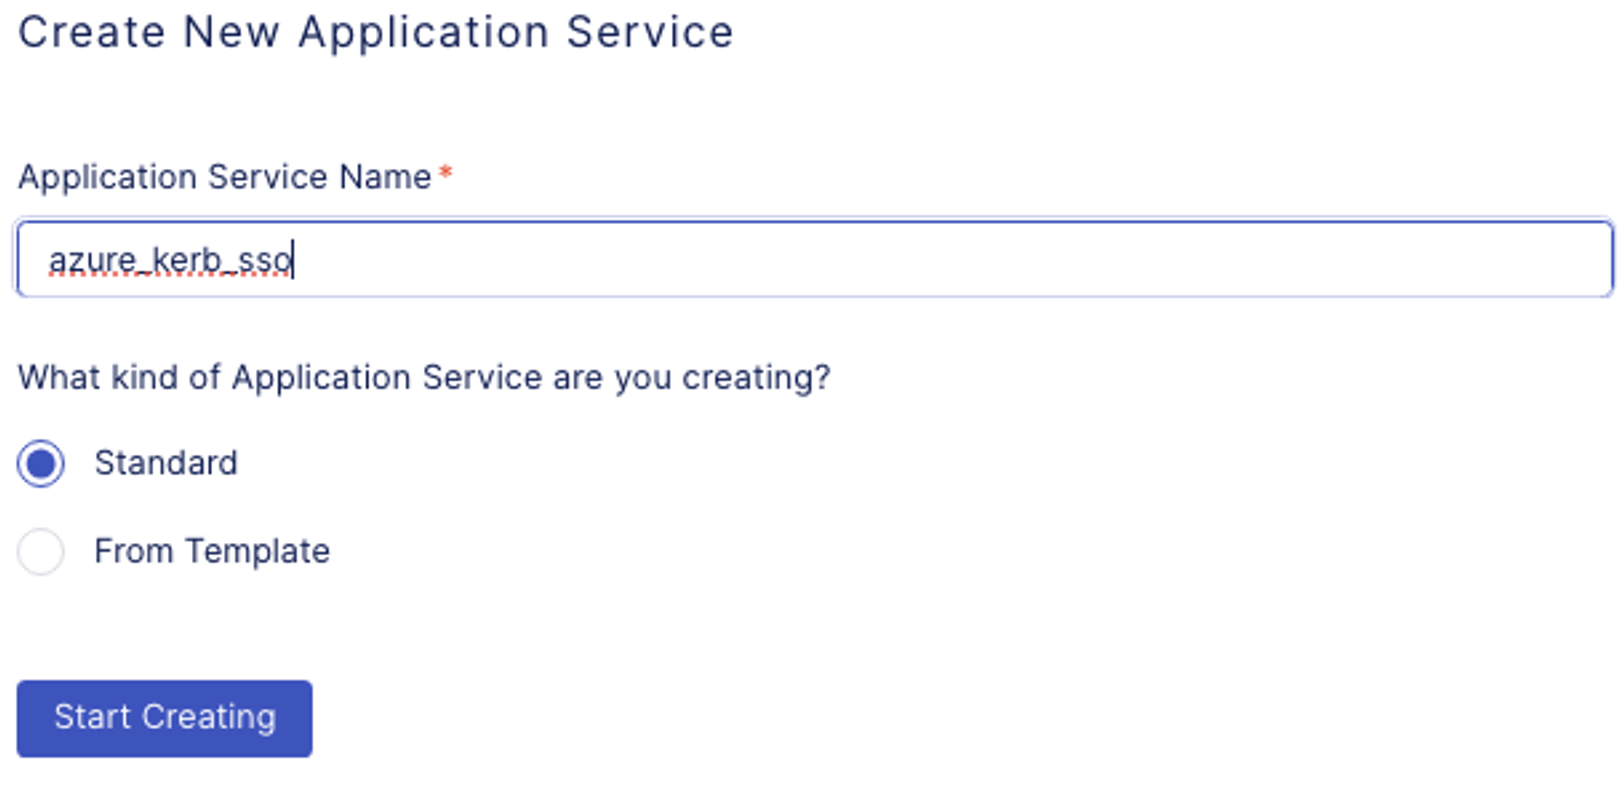 Create New Application Service
Application Service Name *
azure_kerb_sso
What kind of Application Service are you creating?
Standard
From Template
Start Creating